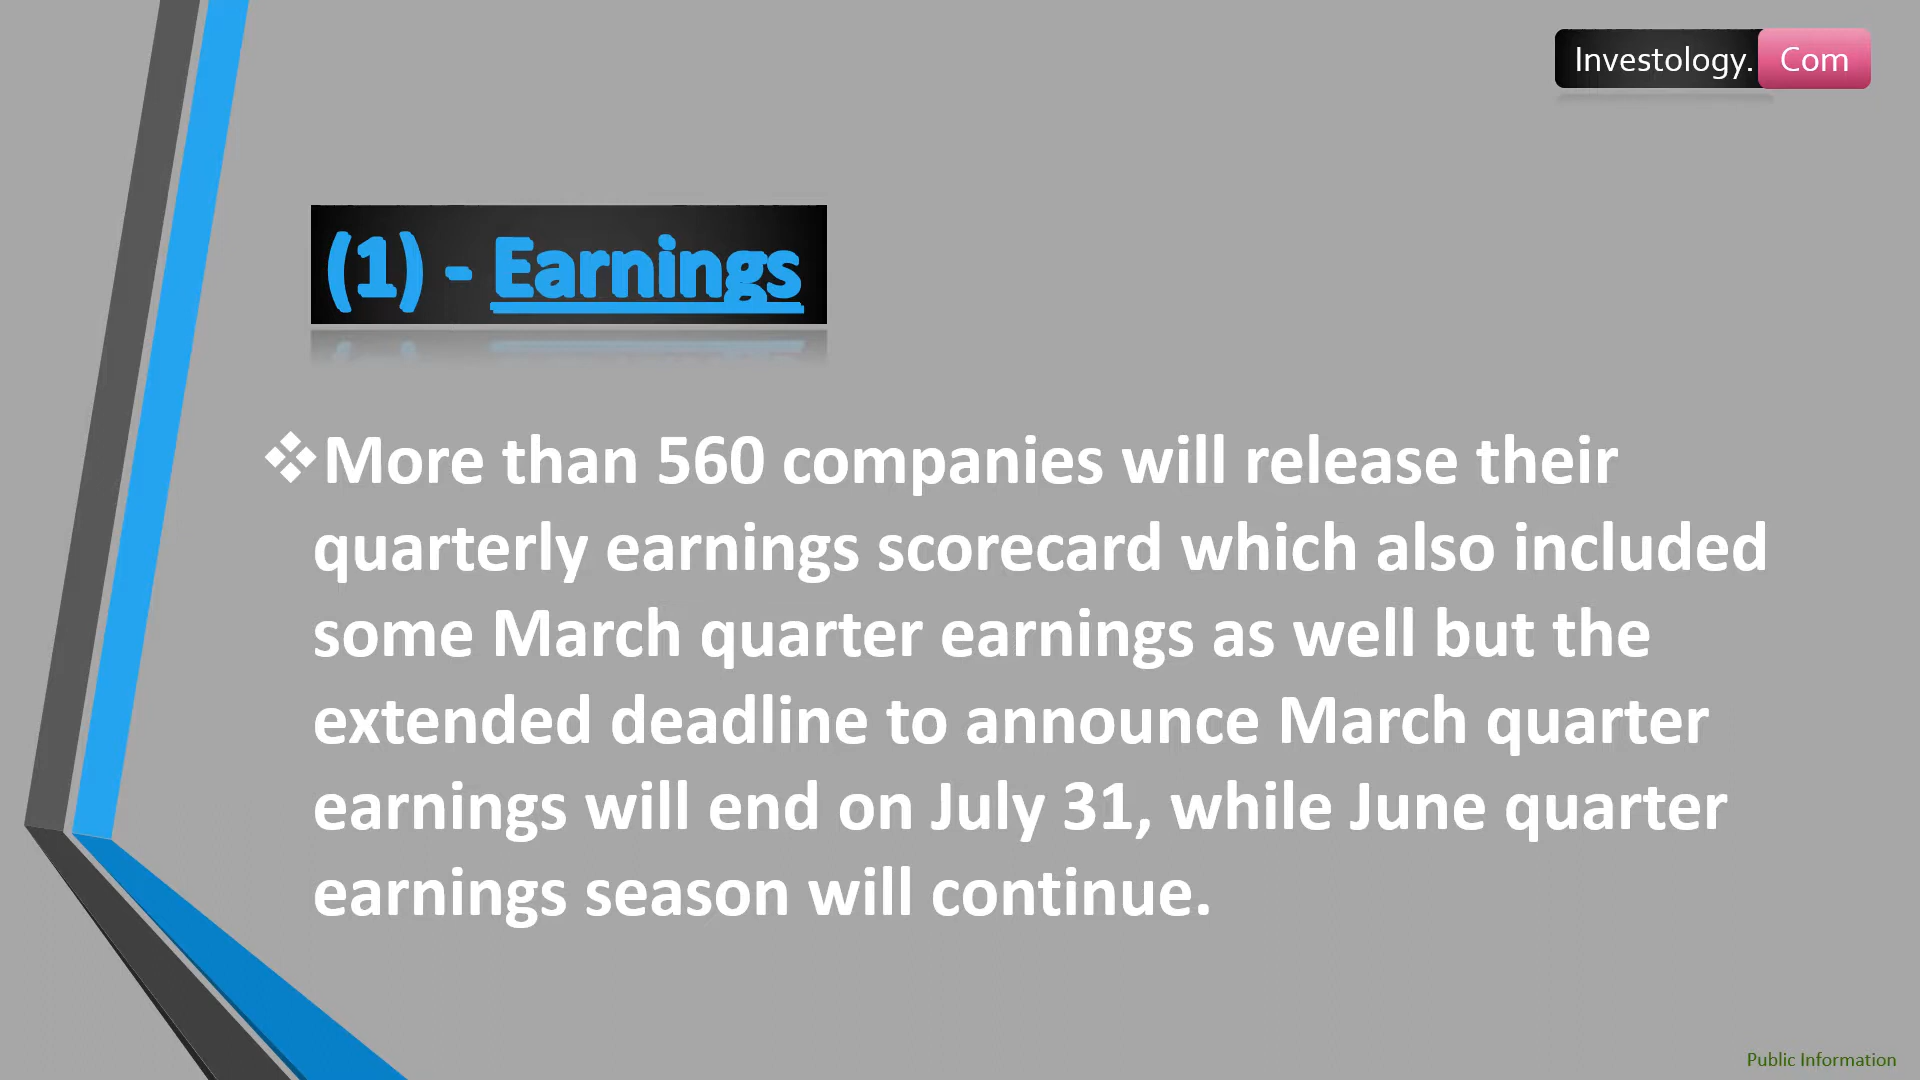 Investology. Com
(1) - Earnings
❖More than 560 companies will release their
quarterly earnings scorecard which also included
some March quarter earnings as well but the
extended deadline to announce March quarter
earnings will end on July 31, while June quarter
earnings season will continue.
Public Information